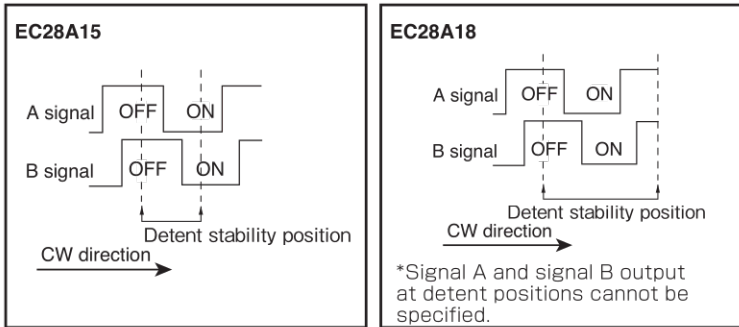 EC28A15
A signal OFF ON
B signal OFF ON
Detent stability position
CW direction
EC28A18
A signal OFF ON
B signal OFF ON
Detent stability position
CW direction
*Signal A and signal B output
at detent positions cannot be
specified.